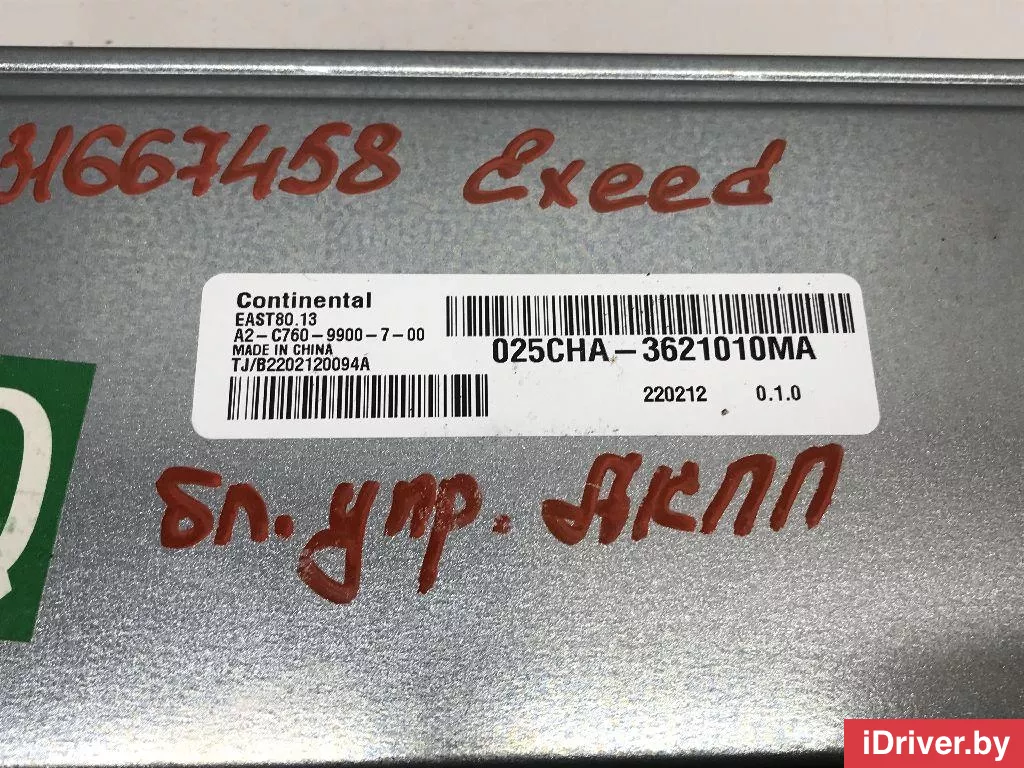 31667458 Exeed
Continental
EAST80.13
A2-C760-9900-7-00
MADE IN CHINA
TJ/B2202120094A
025CHA-3621010MA
220212 0.1.0
бл. упр. АКПП
iDriver.by